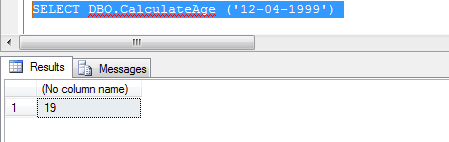 SELECT DBO.CalculateAge ('12-04-1999')
Results
Messages
(No column name)
1 19